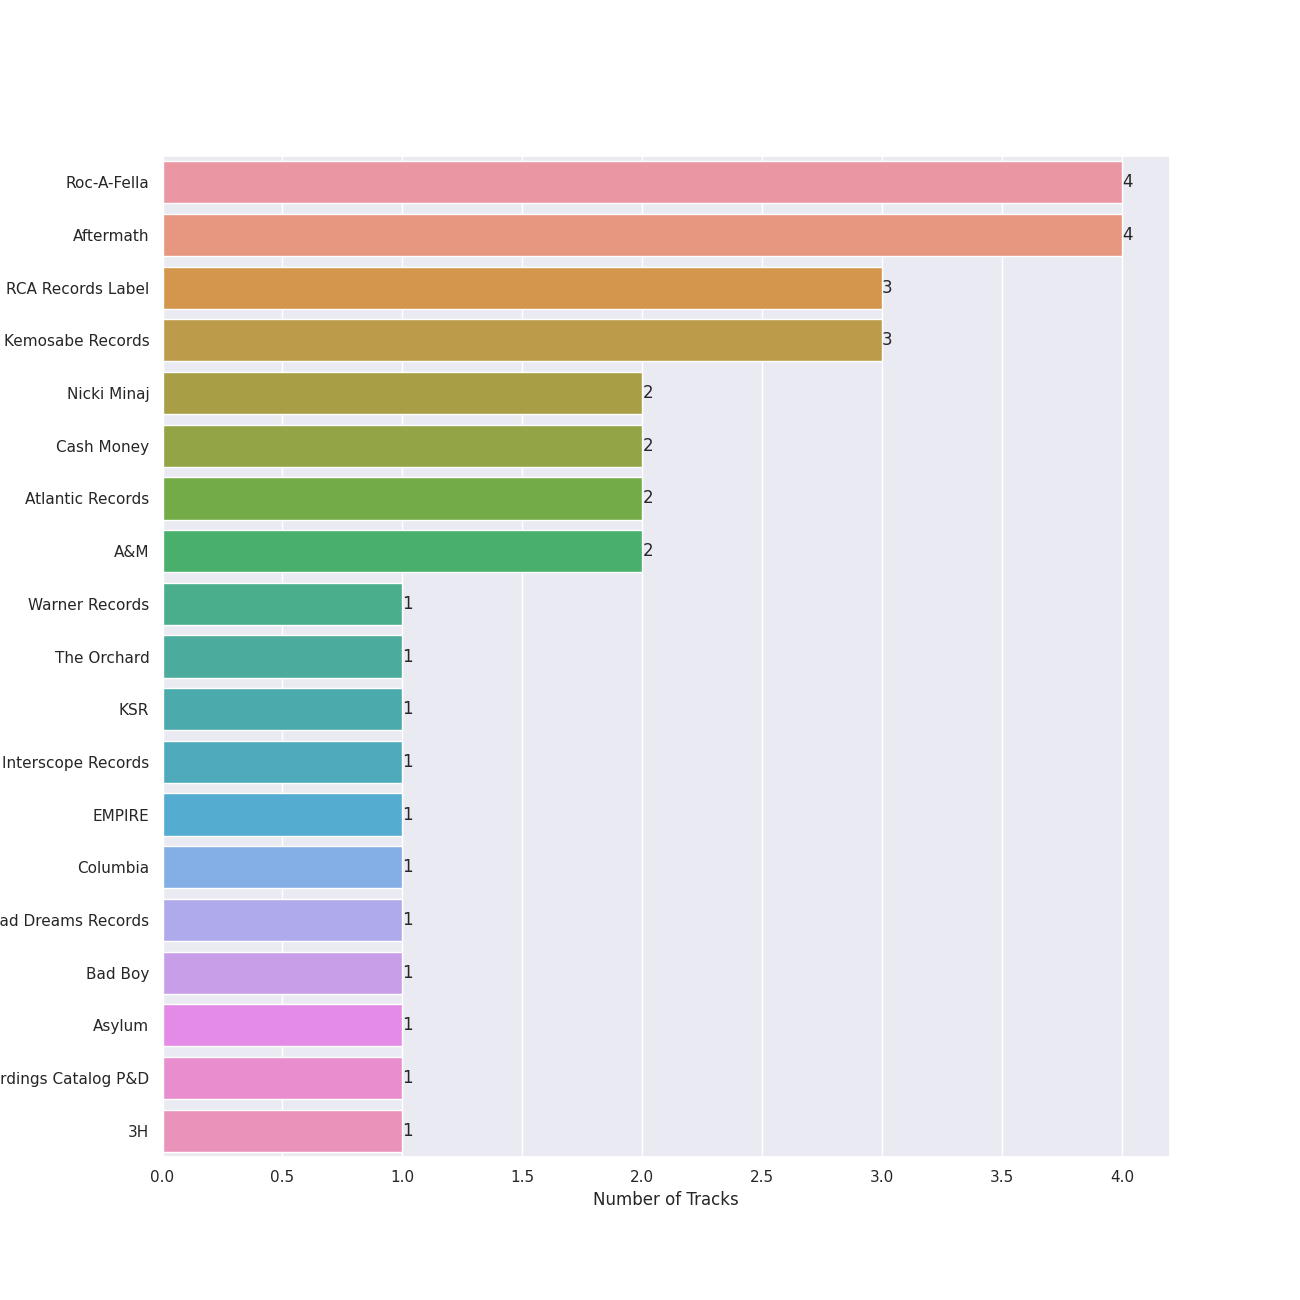 Roc-A-Fella 4
Aftermath 4
RCA Records Label 3
Kemosabe Records 3
Nicki Minaj 2
Cash Money 2
Atlantic Records 2
A&M 2
Warner Records 1
The Orchard 1
KSR 1
Interscope Records 1
EMPIRE 1
Columbia 1
Dreams Records 1
Bad Boy 1
Asylum 1
Catalog P&D 1
3H 1
0.0 0.5 1.0 1.5 2.0 2.5 3.0 3.5 4.0
Number of Tracks